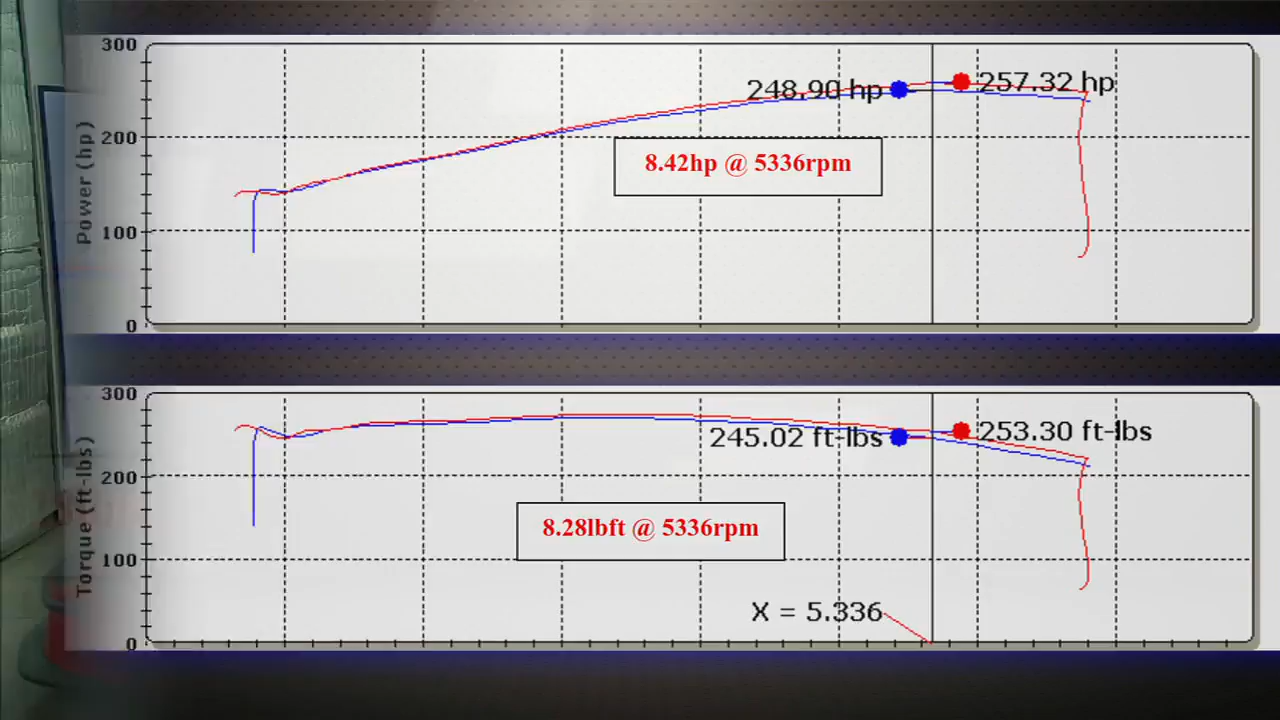 300
248.90 hp
257.32 hp
200
8.42hp @ 5336rpm
Power (hp )
100
0
300
245.02 ft-lbs
253.30 ft-lbs
200
8.28lbft @ 5336rpm
Torque (ft-lbs)
100
X = 5.336
0